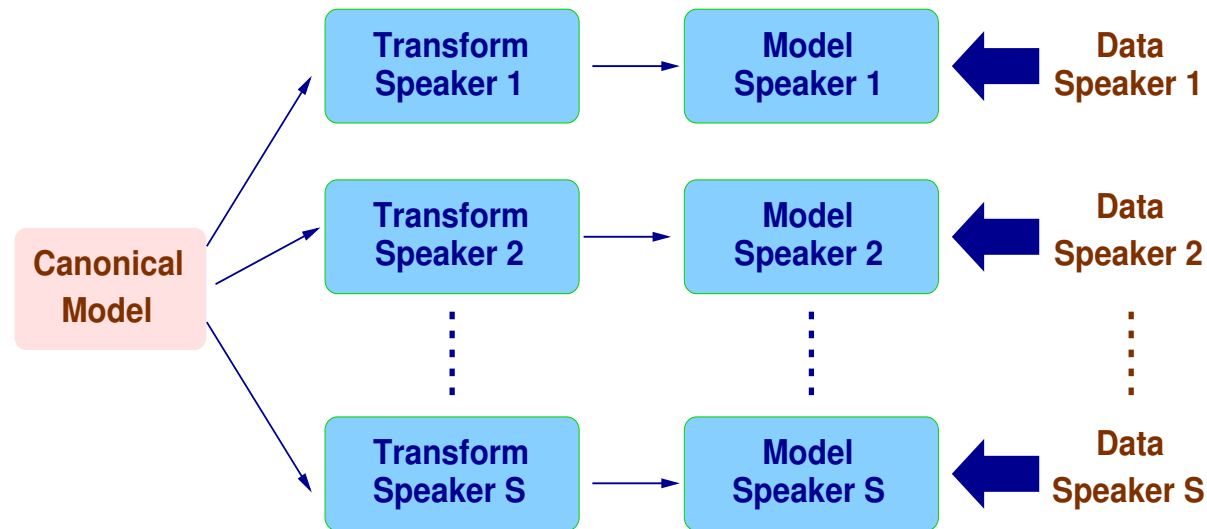 Transform
Speaker 1
Model
Speaker 1
Data
Speaker 1
Transform
Speaker 2
Model
Speaker 2
Data
Speaker 2
Canonical
Model
Transform
Speaker S
Model
Speaker S
Data
Speaker S